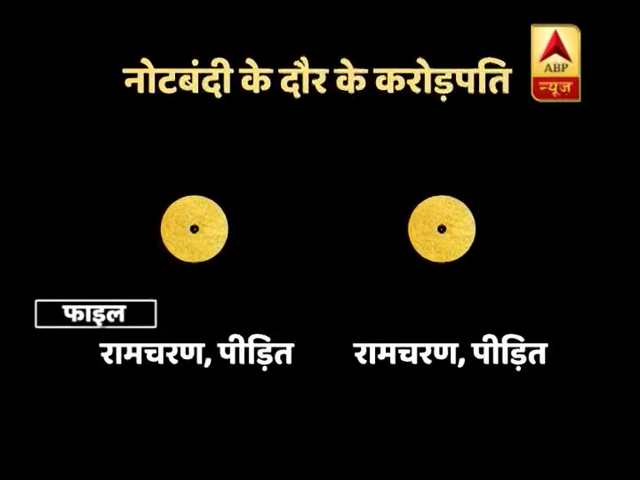 नोटबंदी के दौर के करोड़पति
ABP
न्यूज़
फाइल
रामचरण, पीड़ित
रामचरण, पीड़ित